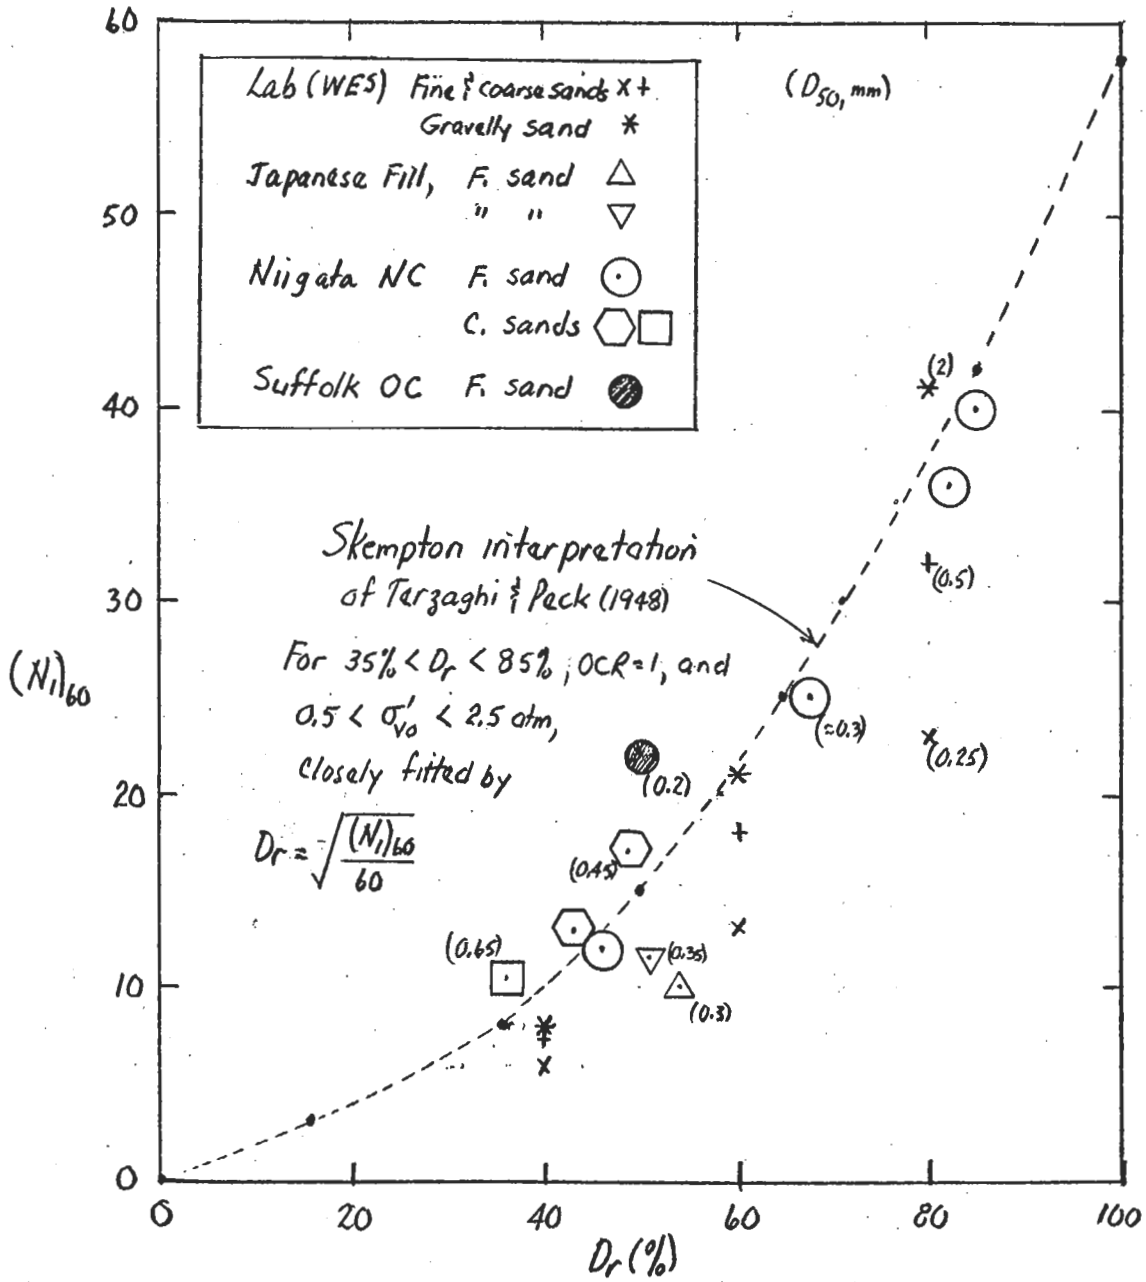 60
50
40
30
20
10
0
(N₁)₆₀
Lab (WES) Fine & coarse sands × +
Gravelly sand *
Japanese Fill, F. sand △
" " ▽
Niigata NC F. sand ⊙
C. sands ⬡ □
Suffolk OC F. sand ●
(D₅₀, mm)
(2)
Skempton interpretation
of Terzaghi & Peck (1948)
(0.5)
For 35% < Dr < 85%, OCR=1, and
0.5 < σ'vo < 2.5 atm,
closely fitted by
(≈0.3)
(0.25)
(0.2)
Dr = √((N₁)₆₀/60)
(0.45)
(0.65)
(0.35)
(0.3)
0 20 40 60 80 100
Dr (%)